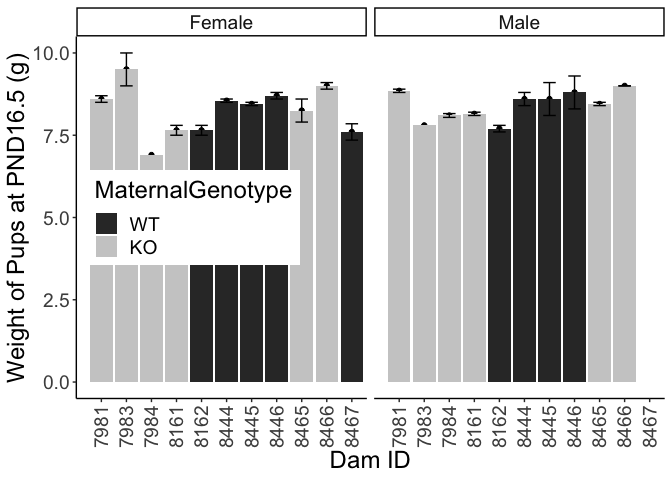 Female Male
Weight of Pups at PND16.5 (g)
10.0
7.5
5.0
2.5
0.0
MaternalGenotype
WT
KO
7981 7983 7984 8161 8162 8444 8445 8446 8465 8466 8467
7981 7983 7984 8161 8162 8444 8445 8446 8465 8466 8467
Dam ID